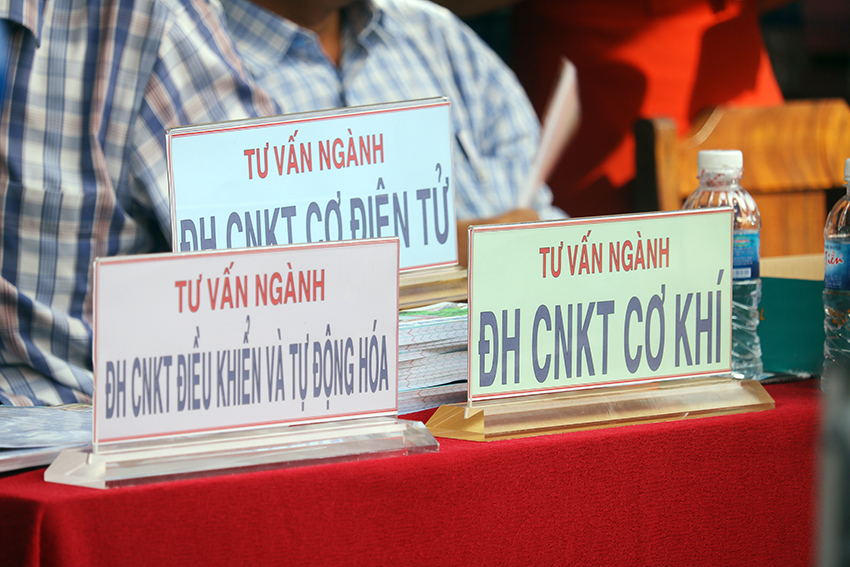 TƯ VẤN NGÀNH
ĐH CNKT CƠ ĐIỆN TỬ
TƯ VẤN NGÀNH
ĐH CNKT ĐIỀU KHIỂN VÀ TỰ ĐỘNG HÓA
TƯ VẤN NGÀNH
ĐH CNKT CƠ KHÍ